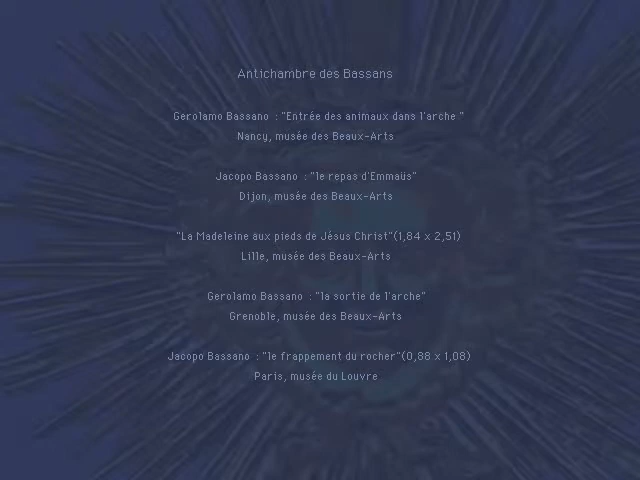 Antichambre des Bassans
Gerolamo Bassano : "Entrée des animaux dans l'arche "
Nancy, musée des Beaux-Arts
Jacopo Bassano : "le repas d'Emmaüs"
Dijon, musée des Beaux-Arts
"La Madeleine aux pieds de Jésus Christ"(1,84 x 2,51)
Lille, musée des Beaux-Arts
Gerolamo Bassano : "la sortie de l'arche"
Grenoble, musée des Beaux-Arts
Jacopo Bassano : "le frappement du rocher"(0,88 x 1,08)
Paris, musée du Louvre